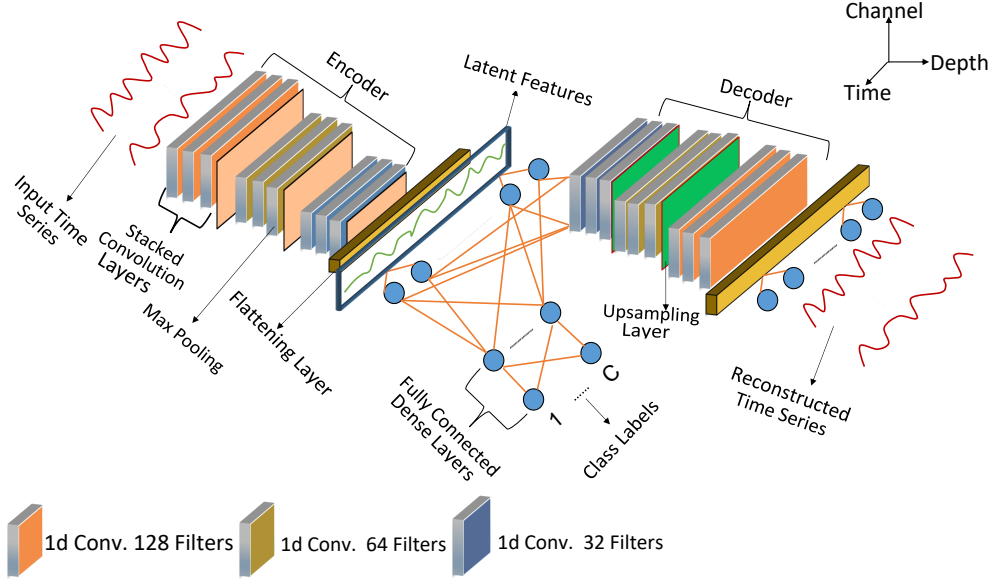 Channel
Depth
Time
Encoder
Latent Features
Decoder
Input Time
Series
Stacked
Convolution
Layers
Max Pooling
Flattening Layer
Upsampling
Layer
Fully Connected
Dense Layers
1
C
Class Labels
Reconstructed
Time Series
1d Conv. 128 Filters
1d Conv. 64 Filters
1d Conv. 32 Filters